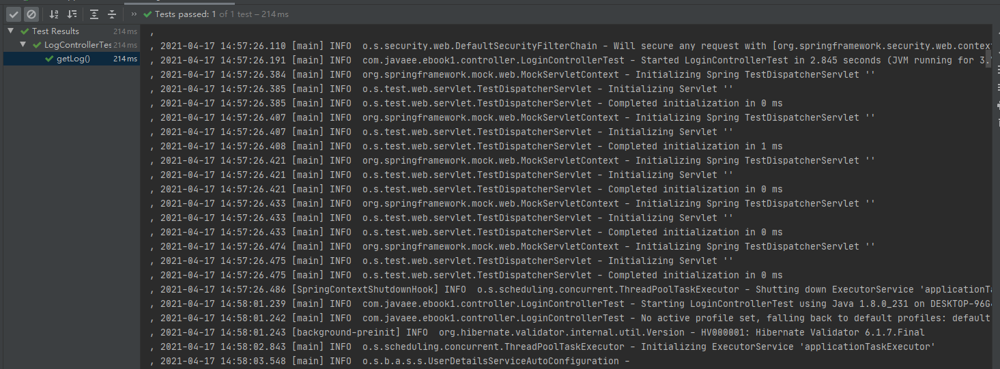 Tests passed: 1 of 1 test – 214 ms
Test Results 214 ms
LogControllerTes 214 ms
getLog() 214 ms
,
, 2021-04-17 14:57:26.110 [main] INFO  o.s.security.web.DefaultSecurityFilterChain - Will secure any request with [org.springframework.security.web.context
, 2021-04-17 14:57:26.191 [main] INFO  com.javaee.ebook1.controller.LoginControllerTest - Started LoginControllerTest in 2.845 seconds (JVM running for 3.
, 2021-04-17 14:57:26.384 [main] INFO  org.springframework.mock.web.MockServletContext - Initializing Spring TestDispatcherServlet ''
, 2021-04-17 14:57:26.385 [main] INFO  o.s.test.web.servlet.TestDispatcherServlet - Initializing Servlet ''
, 2021-04-17 14:57:26.385 [main] INFO  o.s.test.web.servlet.TestDispatcherServlet - Completed initialization in 0 ms
, 2021-04-17 14:57:26.407 [main] INFO  org.springframework.mock.web.MockServletContext - Initializing Spring TestDispatcherServlet ''
, 2021-04-17 14:57:26.407 [main] INFO  o.s.test.web.servlet.TestDispatcherServlet - Initializing Servlet ''
, 2021-04-17 14:57:26.408 [main] INFO  o.s.test.web.servlet.TestDispatcherServlet - Completed initialization in 1 ms
, 2021-04-17 14:57:26.421 [main] INFO  org.springframework.mock.web.MockServletContext - Initializing Spring TestDispatcherServlet ''
, 2021-04-17 14:57:26.421 [main] INFO  o.s.test.web.servlet.TestDispatcherServlet - Initializing Servlet ''
, 2021-04-17 14:57:26.421 [main] INFO  o.s.test.web.servlet.TestDispatcherServlet - Completed initialization in 0 ms
, 2021-04-17 14:57:26.433 [main] INFO  org.springframework.mock.web.MockServletContext - Initializing Spring TestDispatcherServlet ''
, 2021-04-17 14:57:26.433 [main] INFO  o.s.test.web.servlet.TestDispatcherServlet - Initializing Servlet ''
, 2021-04-17 14:57:26.433 [main] INFO  o.s.test.web.servlet.TestDispatcherServlet - Completed initialization in 0 ms
, 2021-04-17 14:57:26.474 [main] INFO  org.springframework.mock.web.MockServletContext - Initializing Spring TestDispatcherServlet ''
, 2021-04-17 14:57:26.475 [main] INFO  o.s.test.web.servlet.TestDispatcherServlet - Initializing Servlet ''
, 2021-04-17 14:57:26.475 [main] INFO  o.s.test.web.servlet.TestDispatcherServlet - Completed initialization in 0 ms
, 2021-04-17 14:57:26.486 [SpringContextShutdownHook] INFO  o.s.scheduling.concurrent.ThreadPoolTaskExecutor - Shutting down ExecutorService 'applicationTa
, 2021-04-17 14:58:01.239 [main] INFO  com.javaee.ebook1.controller.LoginControllerTest - Starting LoginControllerTest using Java 1.8.0_231 on DESKTOP-96G
, 2021-04-17 14:58:01.242 [main] INFO  com.javaee.ebook1.controller.LoginControllerTest - No active profile set, falling back to default profiles: default
, 2021-04-17 14:58:01.243 [background-preinit] INFO  org.hibernate.validator.internal.util.Version - HV000001: Hibernate Validator 6.1.7.Final
, 2021-04-17 14:58:02.843 [main] INFO  o.s.scheduling.concurrent.ThreadPoolTaskExecutor - Initializing ExecutorService 'applicationTaskExecutor'
, 2021-04-17 14:58:03.548 [main] INFO  o.s.b.a.s.s.UserDetailsServiceAutoConfiguration -